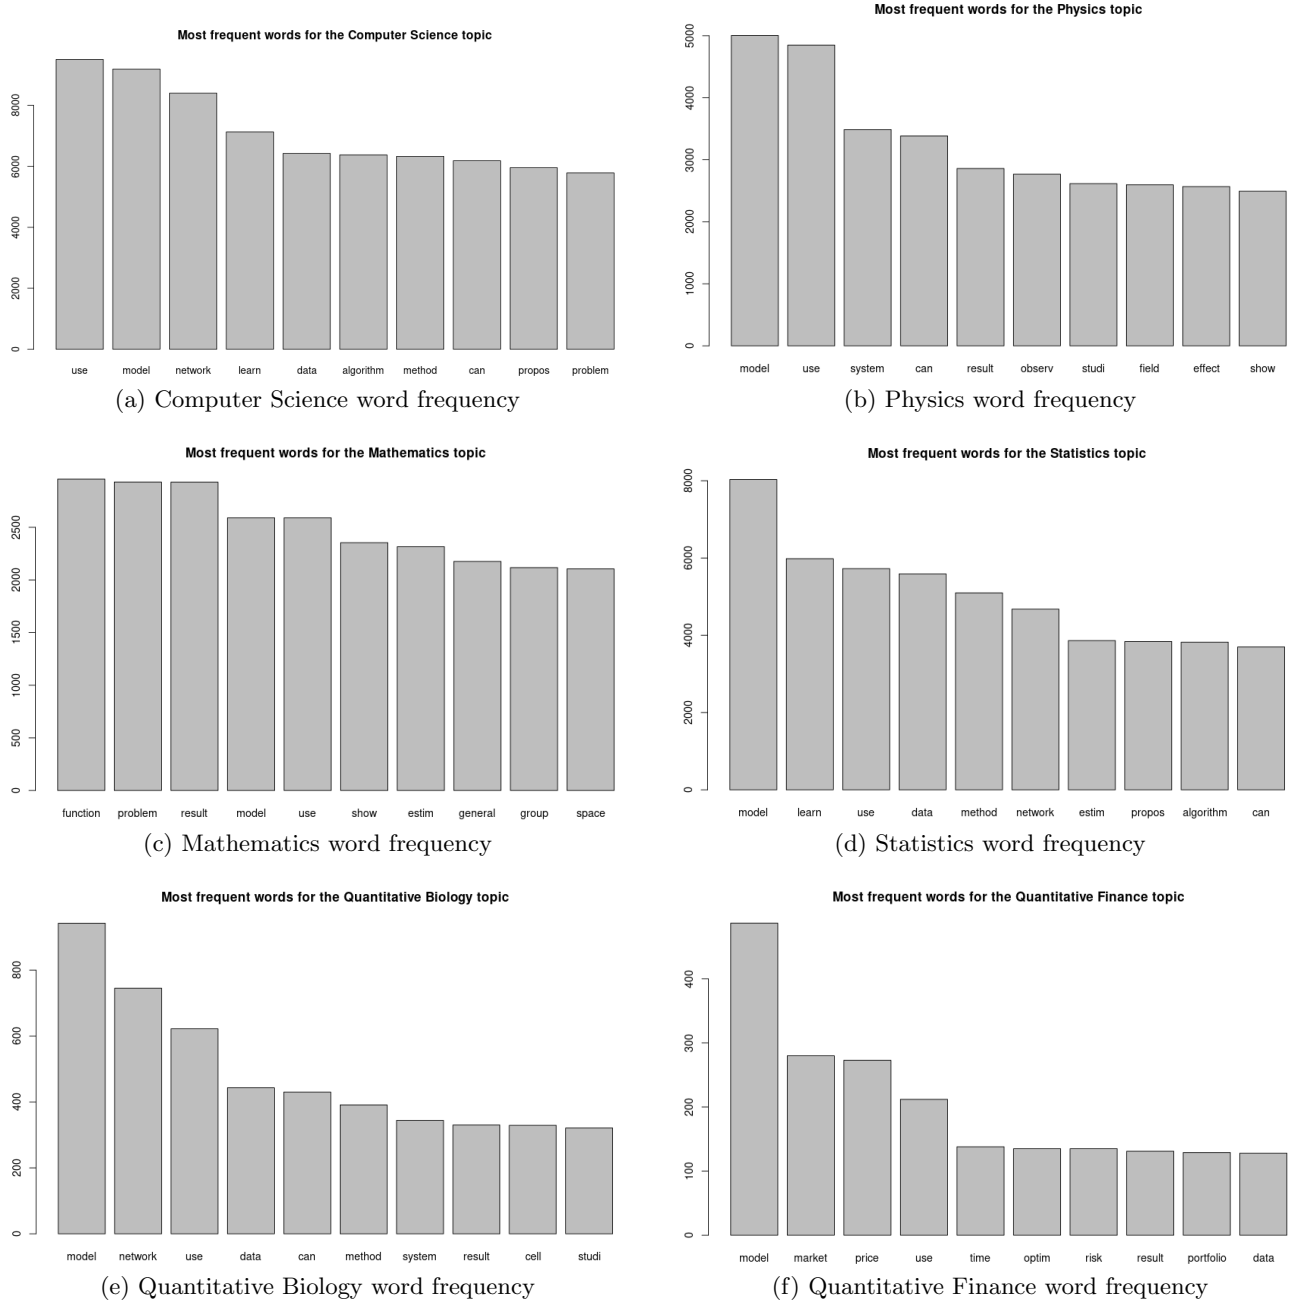 Most frequent words for the Computer Science topic
8000
6000
4000
2000
0
use model network learn data algorithm method can propos problem
(a) Computer Science word frequency
Most frequent words for the Physics topic
5000
4000
3000
2000
1000
0
model use system can result observ studi field effect show
(b) Physics word frequency
Most frequent words for the Mathematics topic
2500
2000
1500
1000
500
0
function problem result model use show estim general group space
(c) Mathematics word frequency
Most frequent words for the Statistics topic
8000
6000
4000
2000
0
model learn use data method network estim propos algorithm can
(d) Statistics word frequency
Most frequent words for the Quantitative Biology topic
800
600
400
200
0
model network use data can method system result cell studi
(e) Quantitative Biology word frequency
Most frequent words for the Quantitative Finance topic
400
300
200
100
0
model market price use time optim risk result portfolio data
(f) Quantitative Finance word frequency